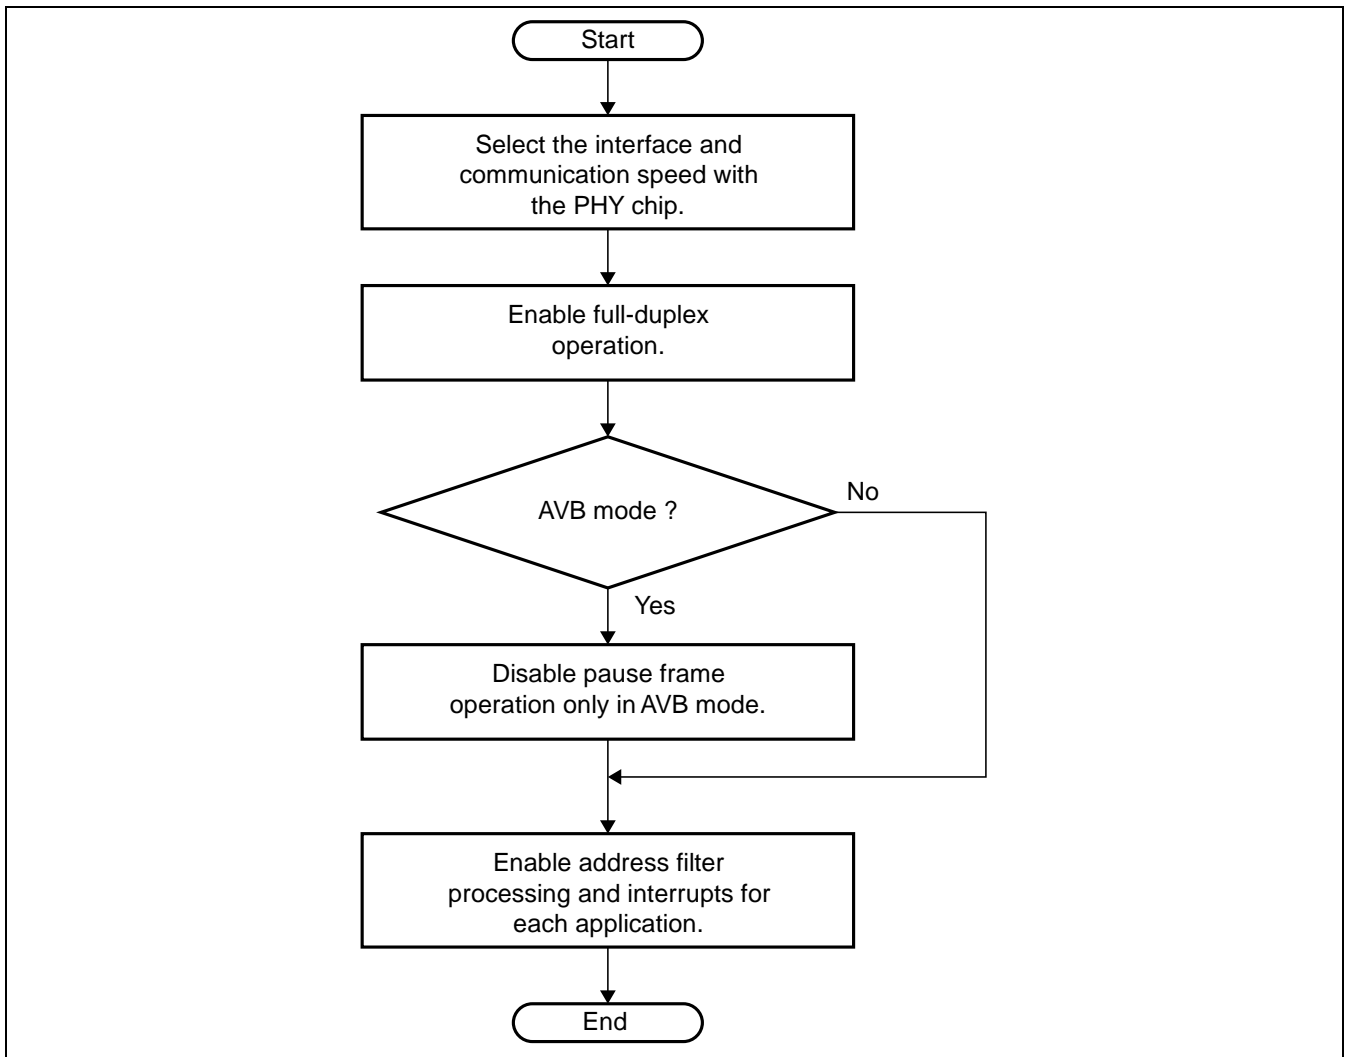 Start
Select the interface and
communication speed with
the PHY chip.
Enable full-duplex
operation.
AVB mode ?
No
Yes
Disable pause frame
operation only in AVB mode.
Enable address filter
processing and interrupts for
each application.
End